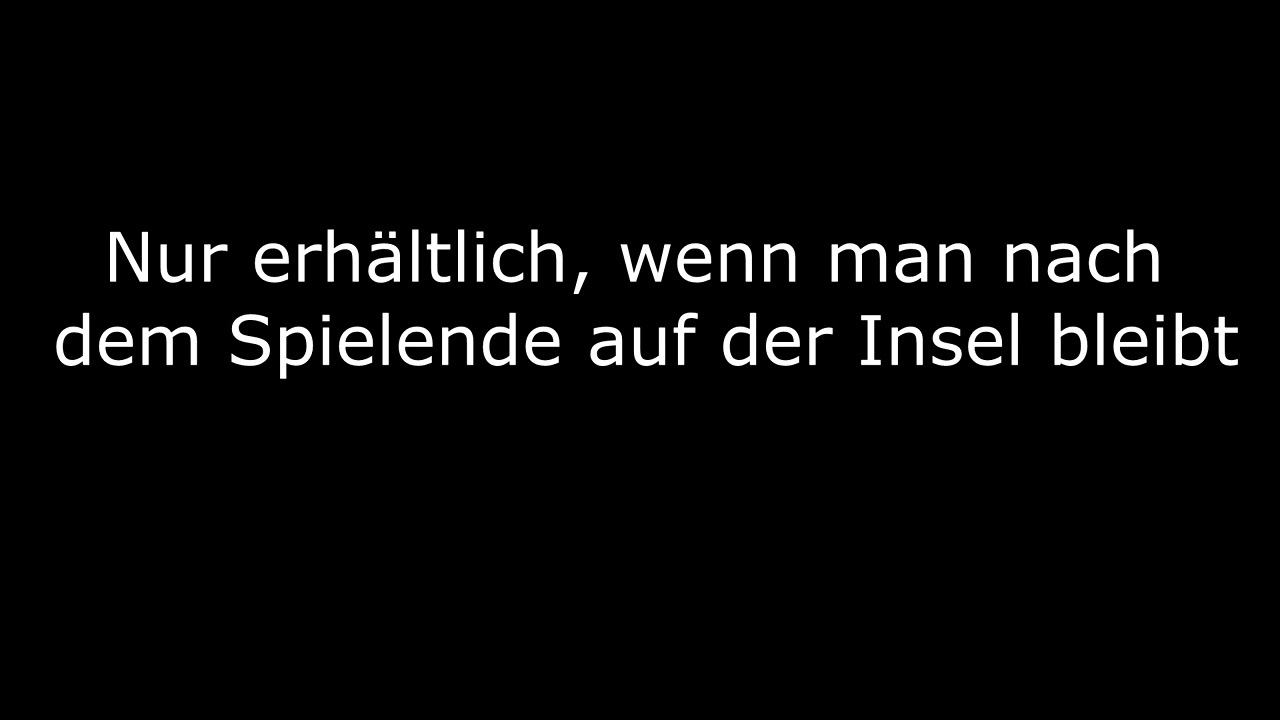 Nur erhältlich, wenn man nach
dem Spielende auf der Insel bleibt